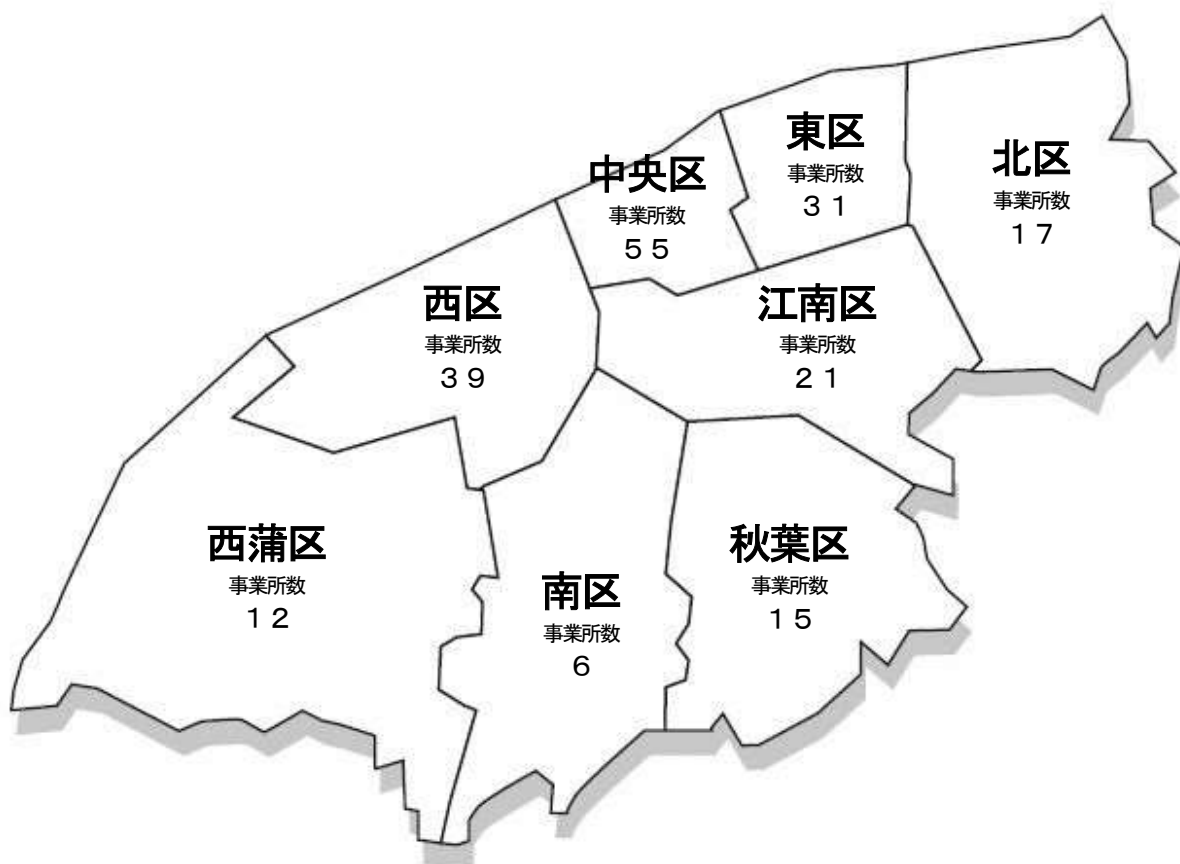 東区
事業所数
３１
北区
事業所数
１７
中央区
事業所数
５５
西区
事業所数
３９
江南区
事業所数
２１
西蒲区
事業所数
１２
南区
事業所数
６
秋葉区
事業所数
１５